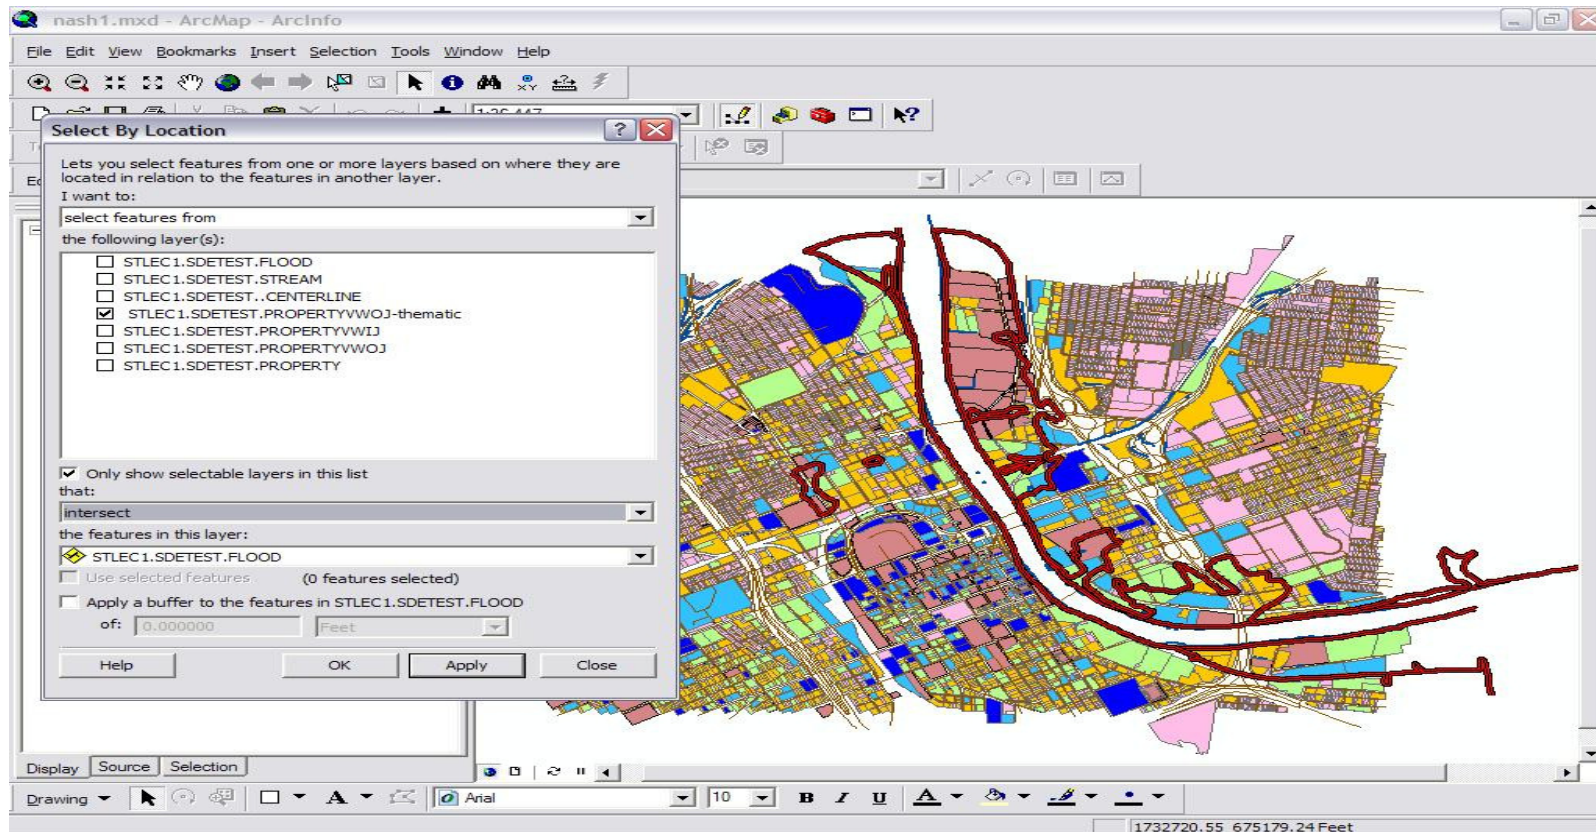 nash1.mxd - ArcMap - ArcInfo
File Edit View Bookmarks Insert Selection Tools Window Help
Select By Location
Lets you select features from one or more layers based on where they are
located in relation to the features in another layer.
I want to:
select features from
the following layer(s):
STLEC1.SDETEST.FLOOD
STLEC1.SDETEST.STREAM
STLEC1.SDETEST..CENTERLINE
STLEC1.SDETEST.PROPERTYVWOJ-thematic
STLEC1.SDETEST.PROPERTYVWIJ
STLEC1.SDETEST.PROPERTYVWOJ
STLEC1.SDETEST.PROPERTY
Only show selectable layers in this list
that:
intersect
the features in this layer:
STLEC1.SDETEST.FLOOD
Use selected features (0 features selected)
Apply a buffer to the features in STLEC1.SDETEST.FLOOD
of: 0.000000 Feet
Help OK Apply Close
Display Source Selection
Drawing A Arial 10 B I U A
1732720.55 675179.24 Feet